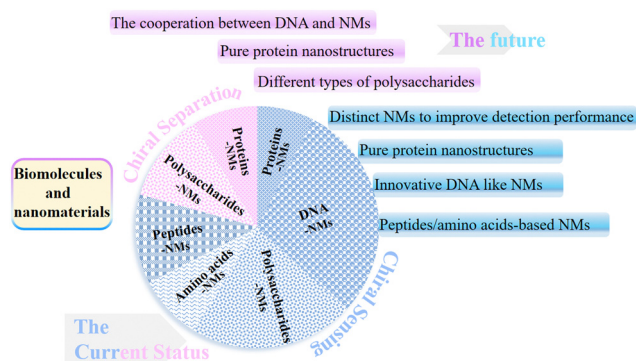 The cooperation between DNA and NMs
Pure protein nanostructures
Different types of polysaccharides
The future
Distinct NMs to improve detection performance
Pure protein nanostructures
Innovative DNA like NMs
Peptides/amino acids-based NMs
Chiral Separation
Proteins
-NMs
Polysaccharides
-NMs
Proteins
-NMs
DNA
-NMs
Peptides
-NMs
Amino acids
-NMs
Polysaccharides
-NMs
Chiral Sensing
Biomolecules
and
nanomaterials
The
Current Status